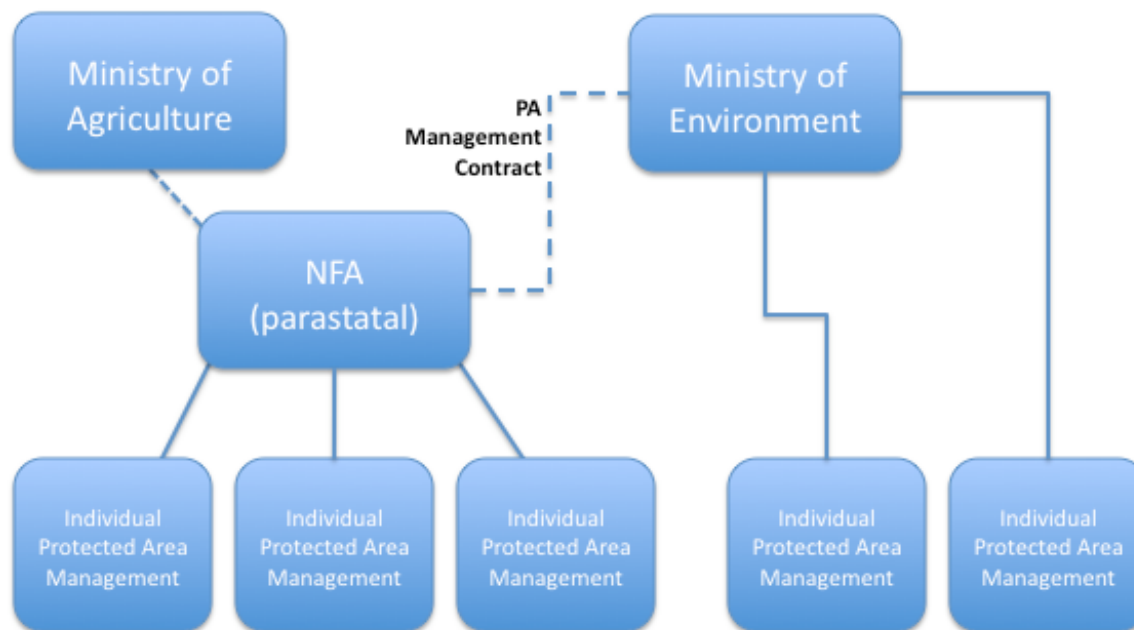 Ministry of
Agriculture
PA
Management
Contract
Ministry of
Environment
NFA
(parastatal)
Individual
Protected Area
Management
Individual
Protected Area
Management
Individual
Protected Area
Management
Individual
Protected Area
Management
Individual
Protected Area
Management